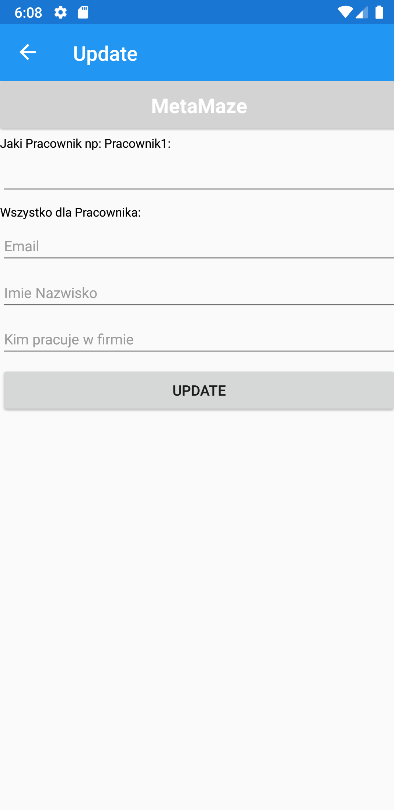 6:08
Update
MetaMaze
Jaki Pracownik np: Pracownik1:
Wszystko dla Pracownika:
Email
Imie Nazwisko
Kim pracuje w firmie
UPDATE